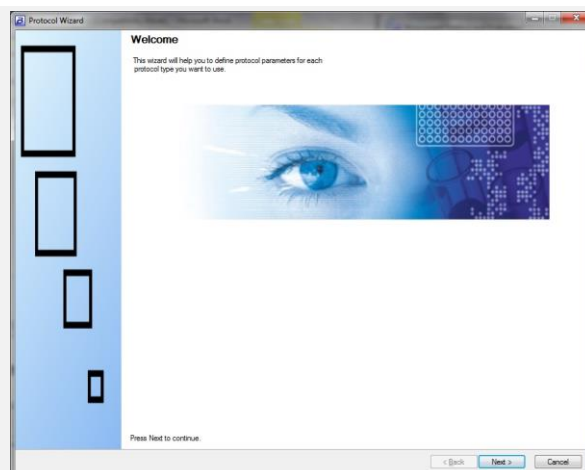 Protocol Wizard
Welcome
This wizard will help you to define protocol parameters for each
protocol type you want to use.
Press Next to continue.
< Back
Next >
Cancel